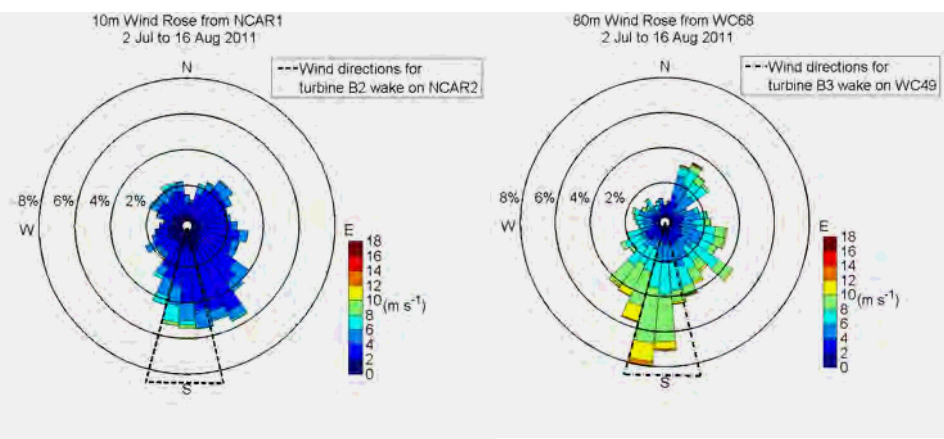 10m Wind Rose from NCAR1
2 Jul to 16 Aug 2011
Wind directions for
turbine B2 wake on NCAR2
N
8%
6%
4%
2%
W
E
S
18
16
14
12
10
8
6
4
2
0
(m s⁻¹)
80m Wind Rose from WC68
2 Jul to 16 Aug 2011
Wind directions for
turbine B3 wake on WC49
N
8%
6%
4%
2%
W
E
S
18
16
14
12
10
8
6
4
2
0
(m s⁻¹)